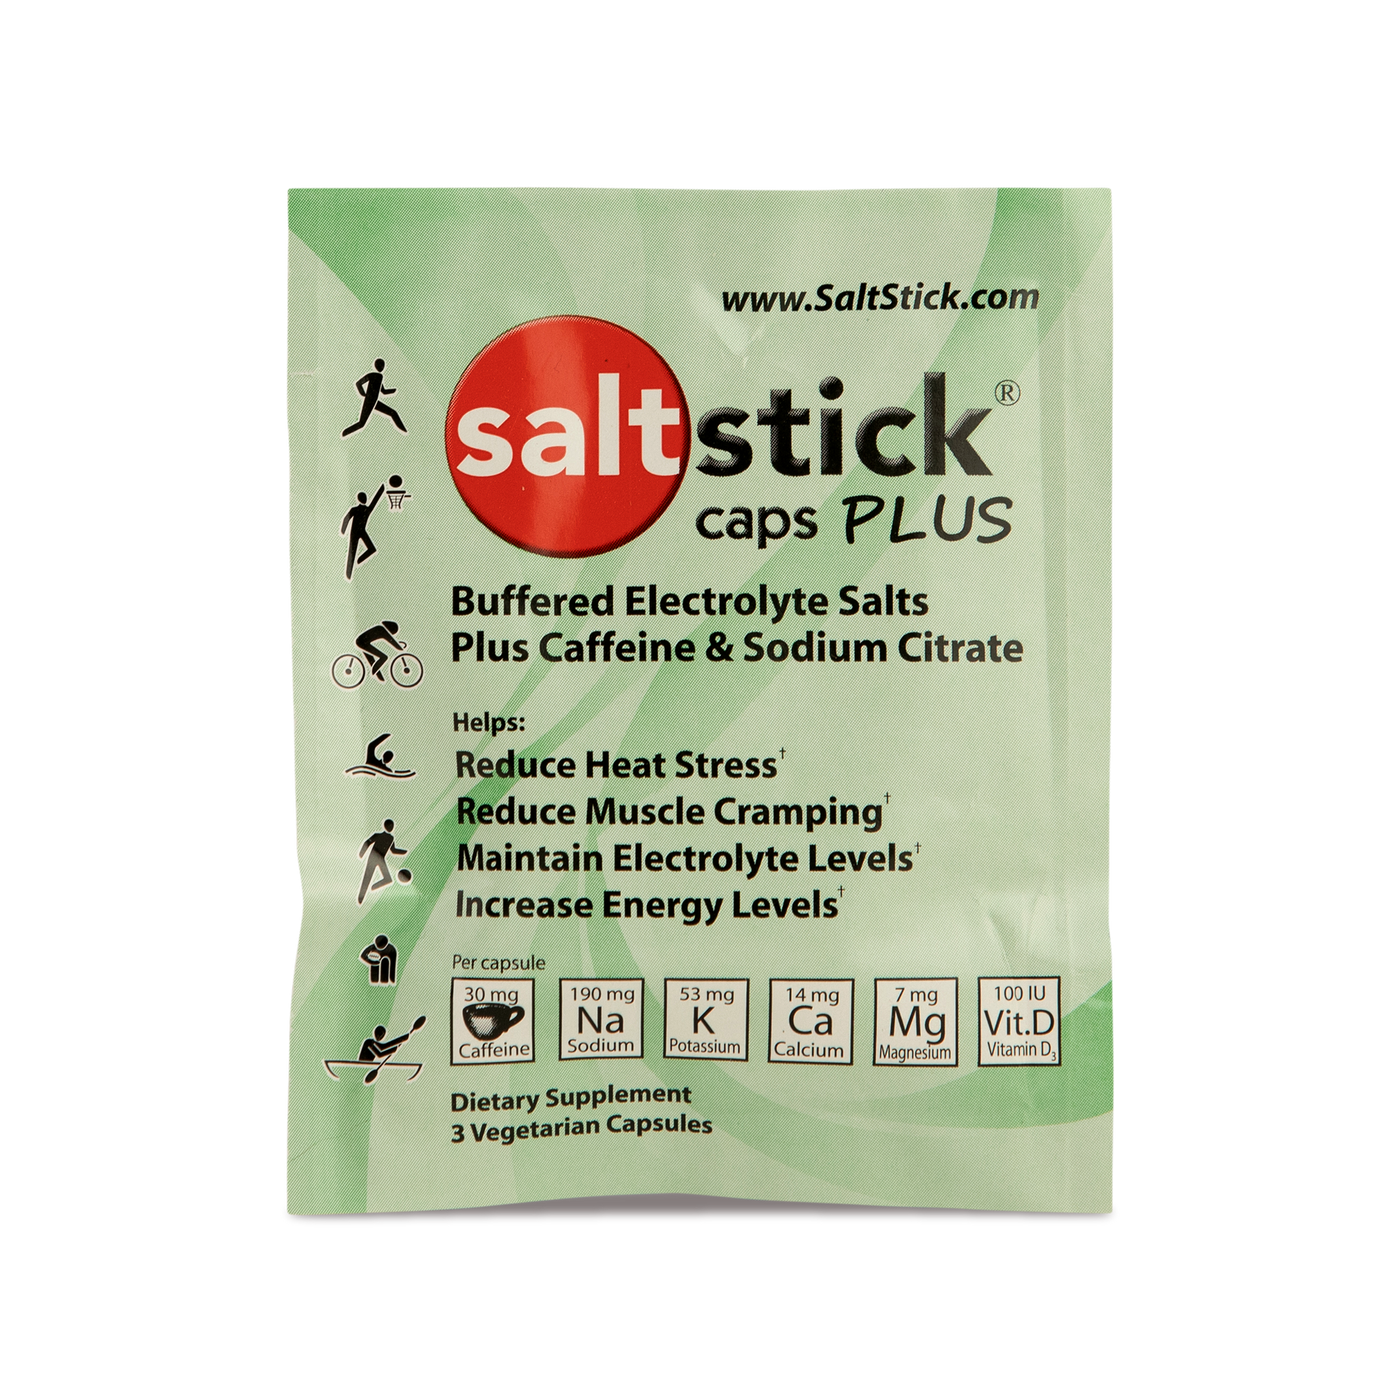 www.SaltStick.com
saltstick®
caps PLUS
Buffered Electrolyte Salts
Plus Caffeine & Sodium Citrate
Helps:
Reduce Heat Stress†
Reduce Muscle Cramping†
Maintain Electrolyte Levels†
Increase Energy Levels†
Per capsule
30 mg
Caffeine
190 mg
Na
Sodium
53 mg
K
Potassium
14 mg
Ca
Calcium
7 mg
Mg
Magnesium
100 IU
Vit.D
Vitamin D₃
Dietary Supplement
3 Vegetarian Capsules